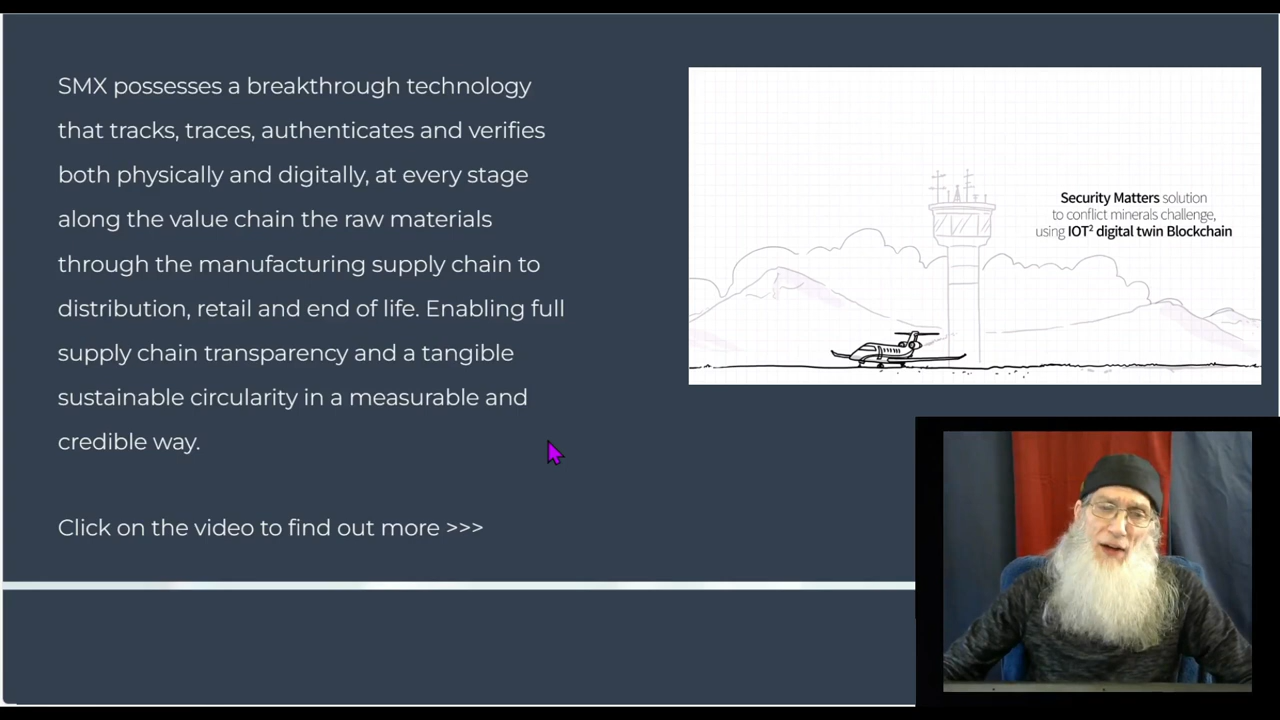 SMX possesses a breakthrough technology
that tracks, traces, authenticates and verifies
both physically and digitally, at every stage
along the value chain the raw materials
through the manufacturing supply chain to
distribution, retail and end of life. Enabling full
supply chain transparency and a tangible
sustainable circularity in a measurable and
credible way.
Click on the video to find out more >>>
Security Matters solution
to conflict minerals challenge,
using IOT² digital twin Blockchain